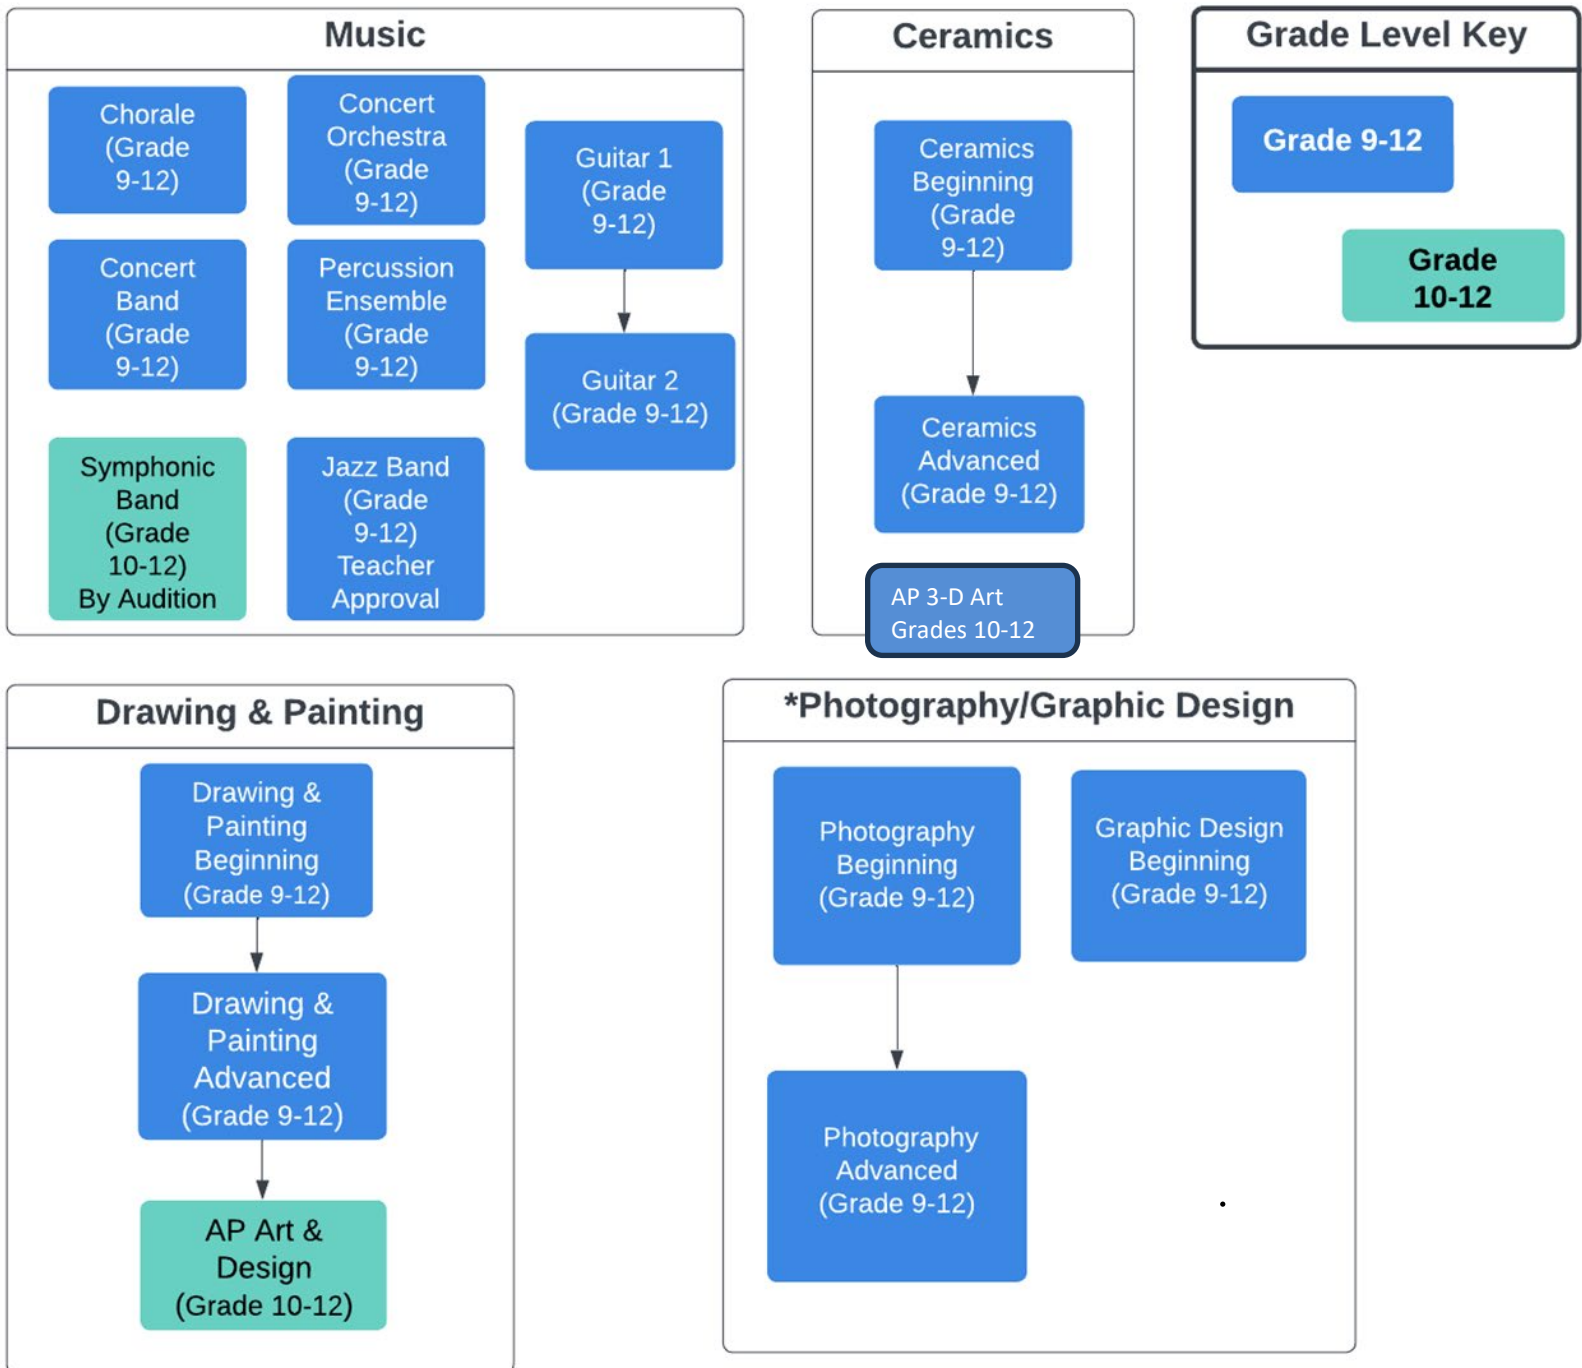 Music
Chorale
(Grade
9-12)
Concert
Orchestra
(Grade
9-12)
Guitar 1
(Grade
9-12)
Concert
Band
(Grade
9-12)
Percussion
Ensemble
(Grade
9-12)
Guitar 2
(Grade 9-12)
Symphonic
Band
(Grade
10-12)
By Audition
Jazz Band
(Grade
9-12)
Teacher
Approval
Ceramics
Ceramics
Beginning
(Grade
9-12)
Ceramics
Advanced
(Grade 9-12)
AP 3-D Art
Grades 10-12
Grade Level Key
Grade 9-12
Grade
10-12
Drawing & Painting
Drawing &
Painting
Beginning
(Grade 9-12)
Drawing &
Painting
Advanced
(Grade 9-12)
AP Art &
Design
(Grade 10-12)
*Photography/Graphic Design
Photography
Beginning
(Grade 9-12)
Graphic Design
Beginning
(Grade 9-12)
Photography
Advanced
(Grade 9-12)
.